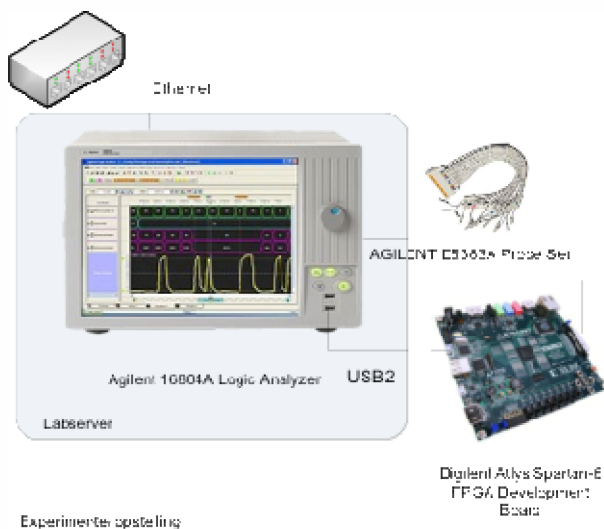 Ethernet
AGILENT E5383A Probe Set
Agilent 16804A Logic Analyzer
USB2
Labserver
Digilent Atlys Spartan-6
FPGA Development
Board
Experimenteeropstelling